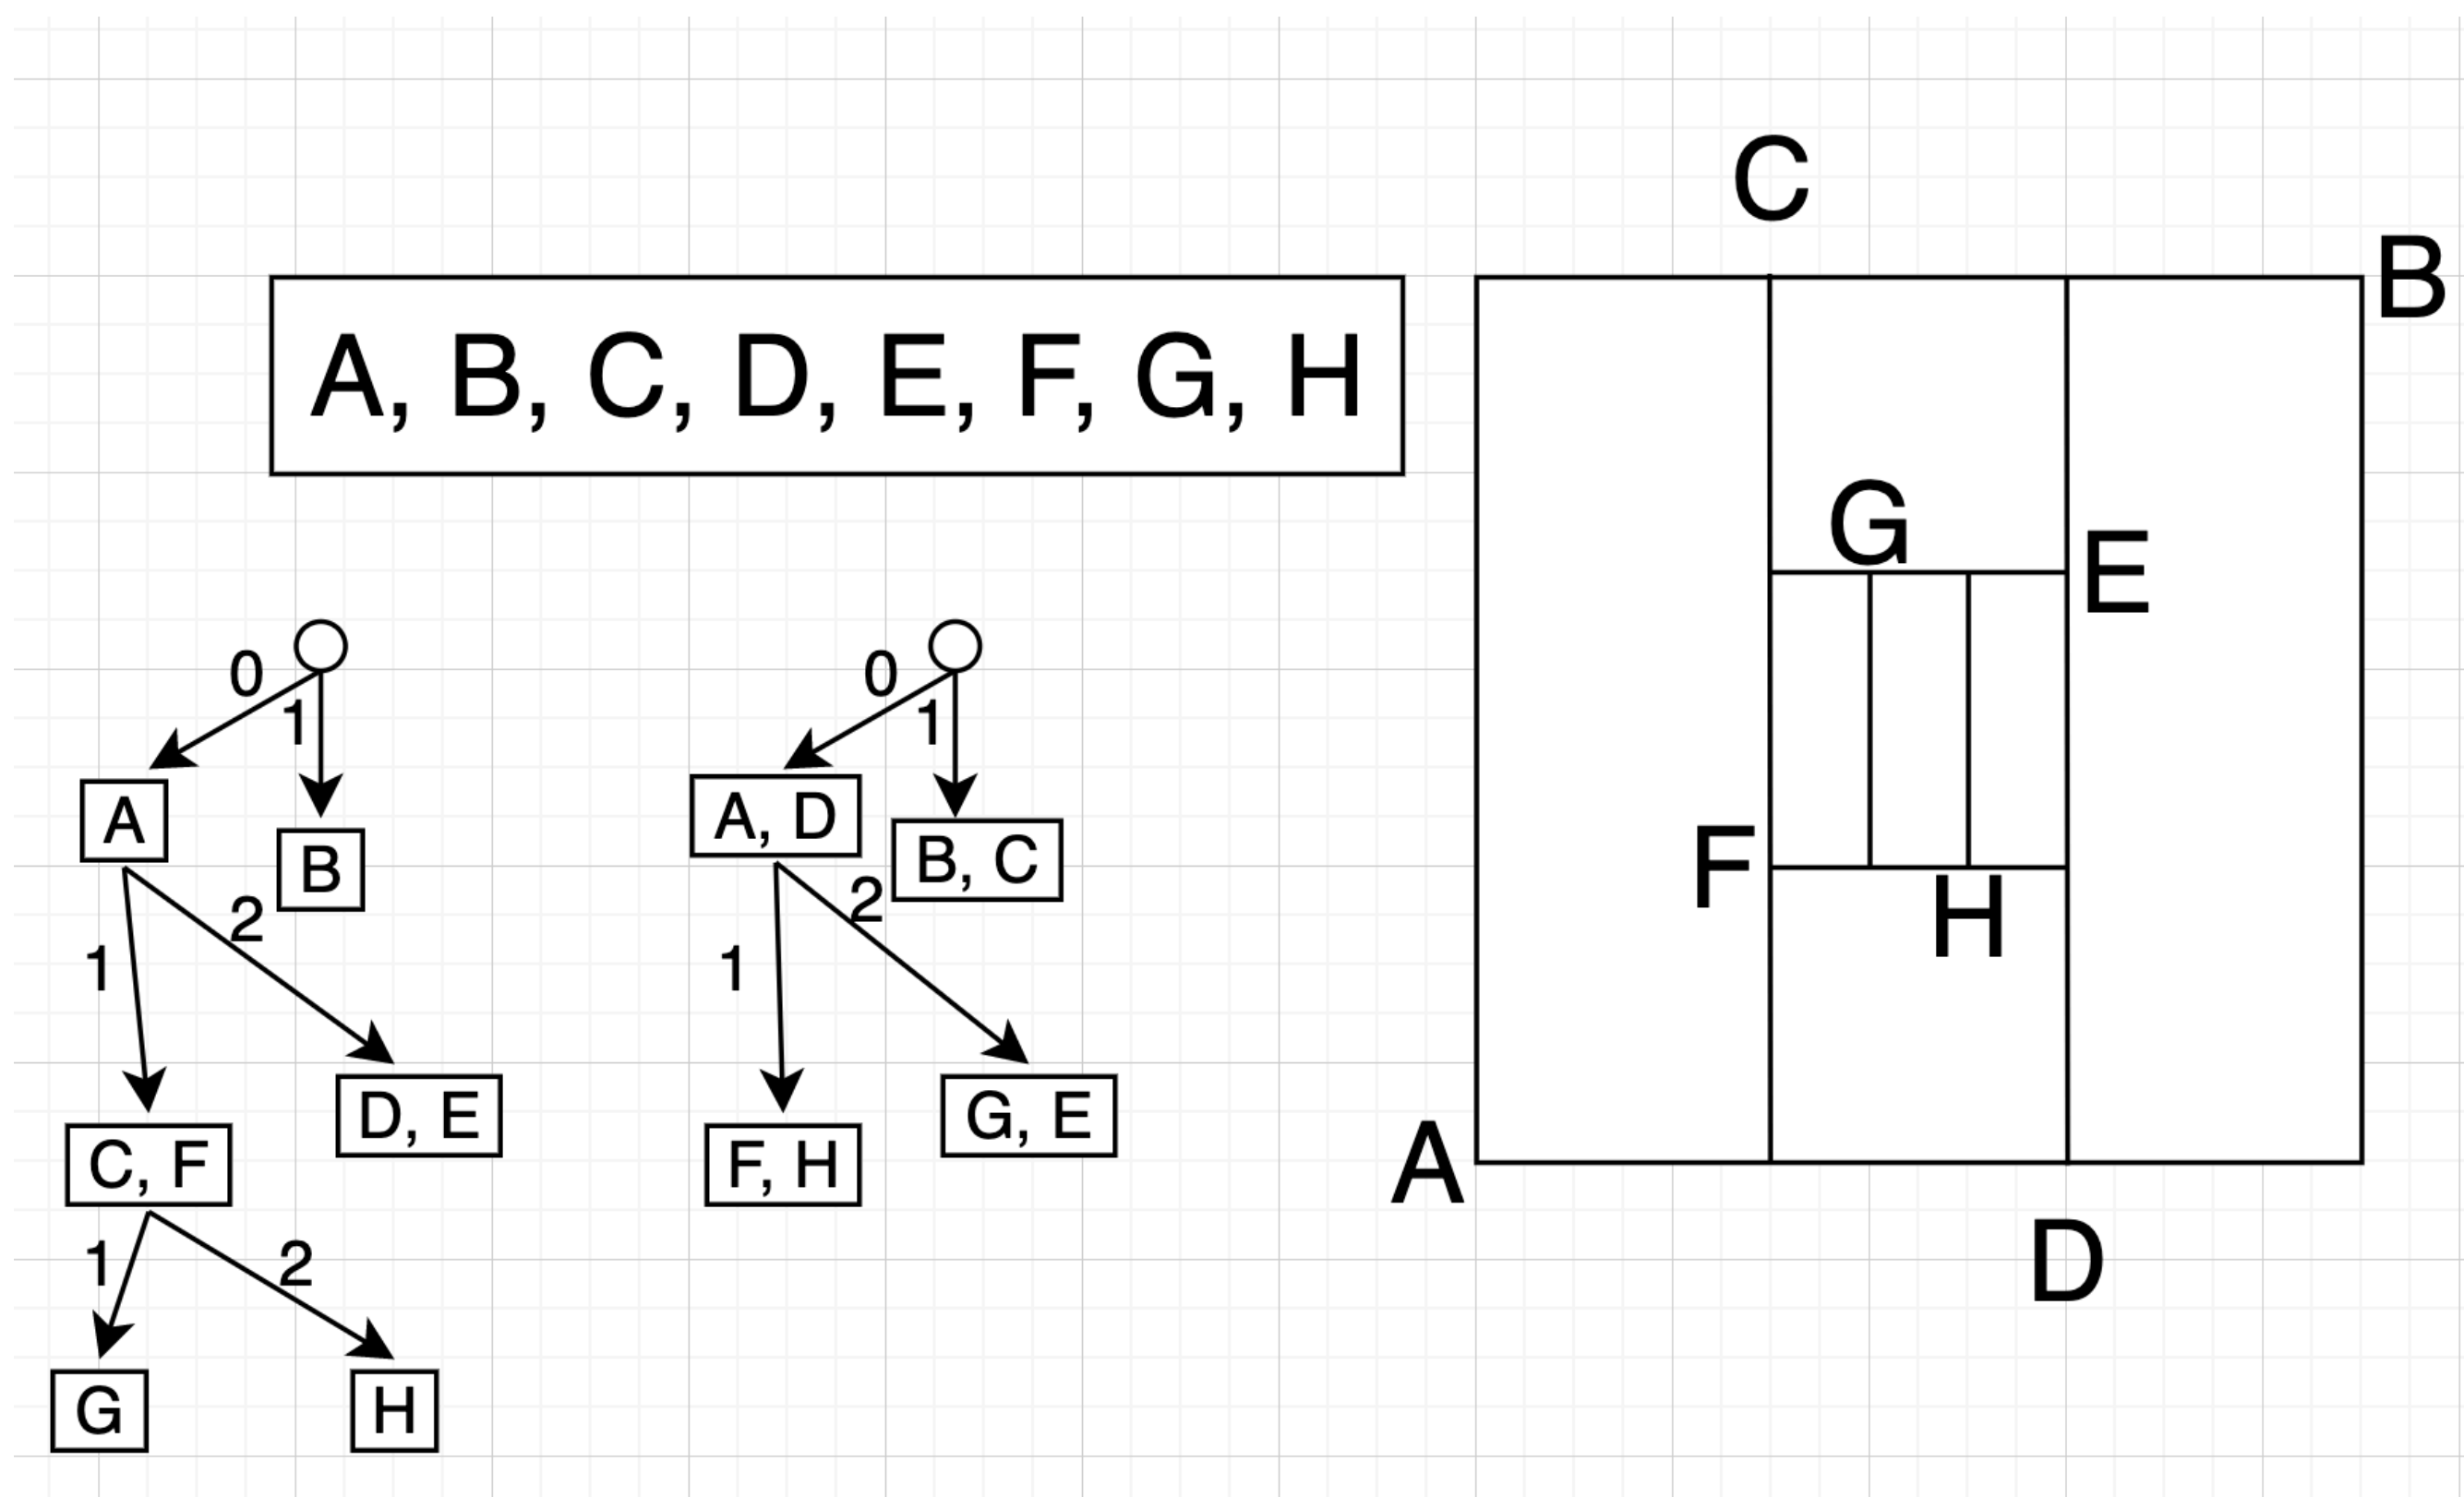 C
B
A, B, C, D, E, F, G, H
G
E
0
1
0
1
A
B
A, D
B, C
F
H
1
2
1
2
D, E
G, E
C, F
F, H
A
D
1
2
G
H